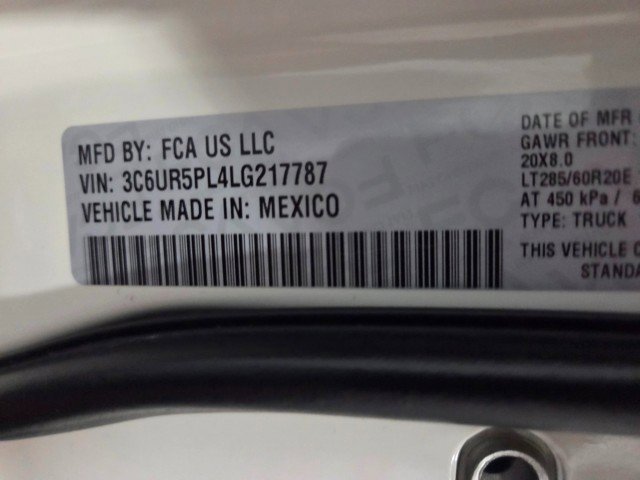 MFD BY: FCA US LLC
VIN: 3C6UR5PL4LG217787
VEHICLE MADE IN: MEXICO
DATE OF MFR
GAWR FRONT:
20X8.0
LT285/60R20E
AT 450 kPa /
TYPE: TRUCK
THIS VEHICLE
STANDA